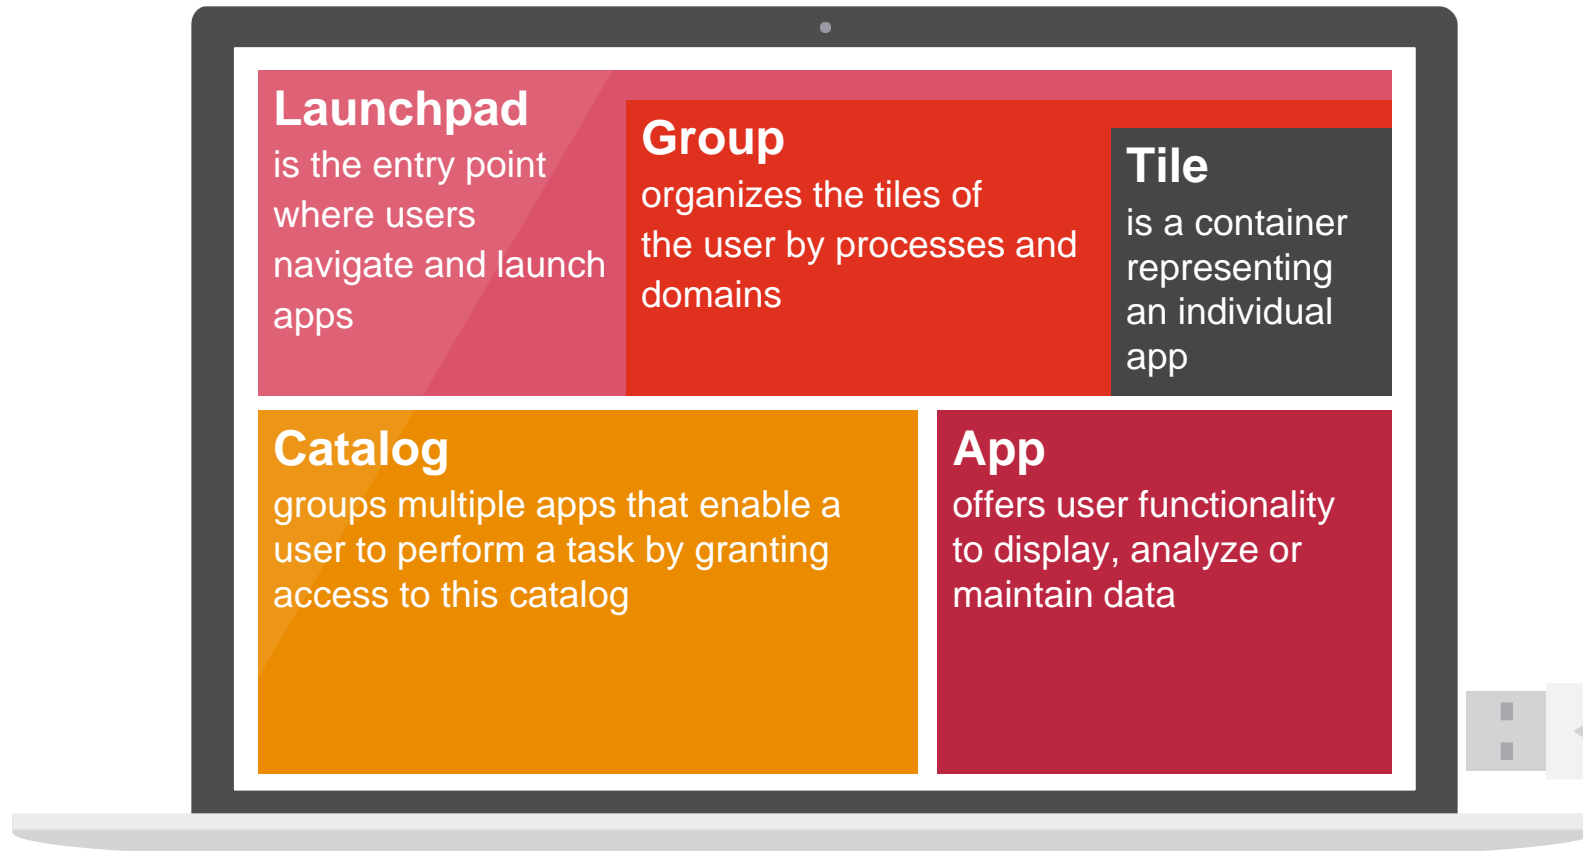 Launchpad
is the entry point
where users
navigate and launch
apps
Group
organizes the tiles of
the user by processes and
domains
Tile
is a container
representing
an individual
app
Catalog
groups multiple apps that enable a
user to perform a task by granting
access to this catalog
App
offers user functionality
to display, analyze or
maintain data